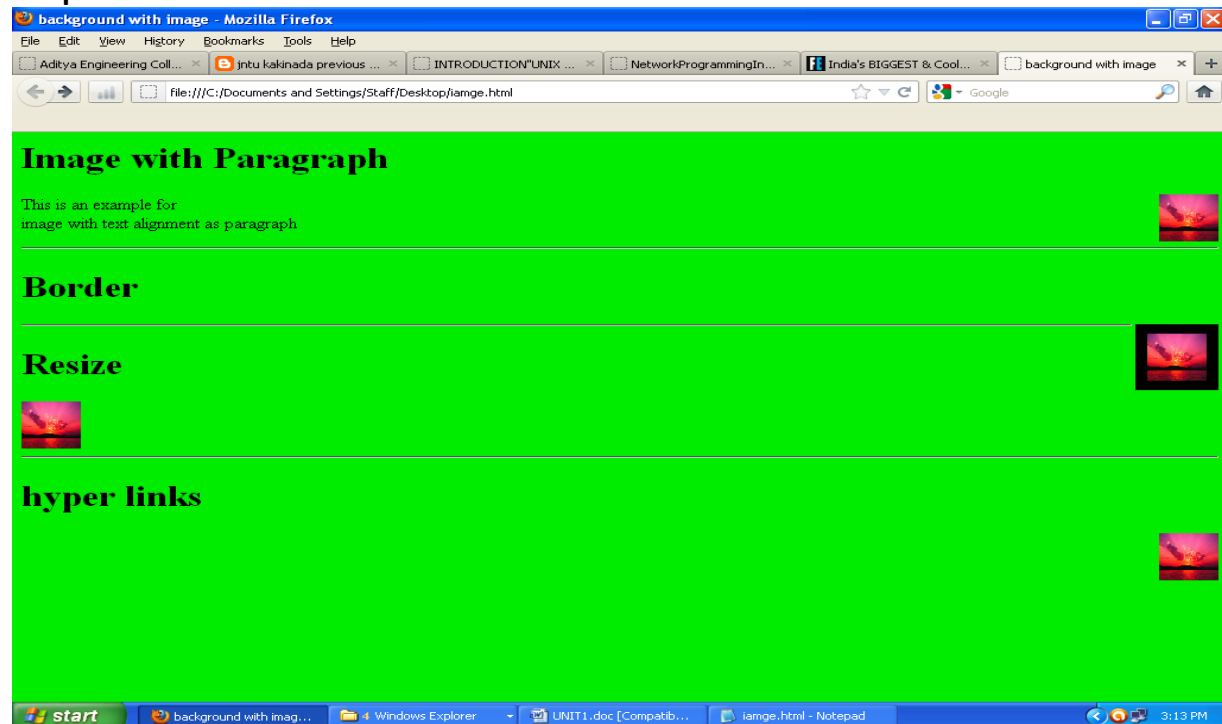 background with image - Mozilla Firefox
File Edit View History Bookmarks Tools Help
Aditya Engineering Coll... jntu kakinada previous ... INTRODUCTION"UNIX ... NetworkProgrammingIn... India's BIGGEST & Cool... background with image
file:///C:/Documents and Settings/Staff/Desktop/iamge.html Google
Image with Paragraph
This is an example for
image with text alignment as paragraph
Border
Resize
hyper links
start background with imag... 4 Windows Explorer UNIT1.doc [Compatib... iamge.html - Notepad 3:13 PM